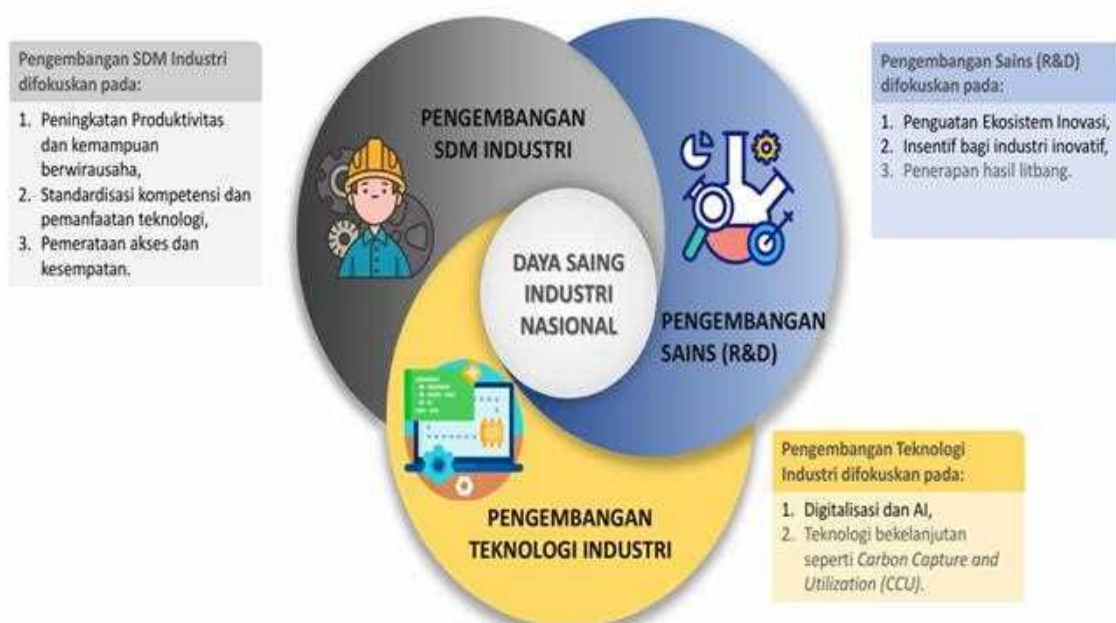 Pengembangan SDM Industri
difokuskan pada:
1. Peningkatan Produktivitas
dan kemampuan
berwirausaha,
2. Standardisasi kompetensi dan
pemanfaatan teknologi,
3. Pemerataan akses dan
kesempatan.
PENGEMBANGAN
SDM INDUSTRI
DAYA SAING
INDUSTRI
NASIONAL
PENGEMBANGAN
SAINS (R&D)
PENGEMBANGAN
TEKNOLOGI INDUSTRI
Pengembangan Sains (R&D)
difokuskan pada:
1. Penguatan Ekosistem Inovasi,
2. Insentif bagi industri inovatif,
3. Penerapan hasil litbang.
Pengembangan Teknologi
Industri difokuskan pada:
1. Digitalisasi dan AI,
2. Teknologi bekelanjutan
seperti Carbon Capture and
Utilization (CCU).